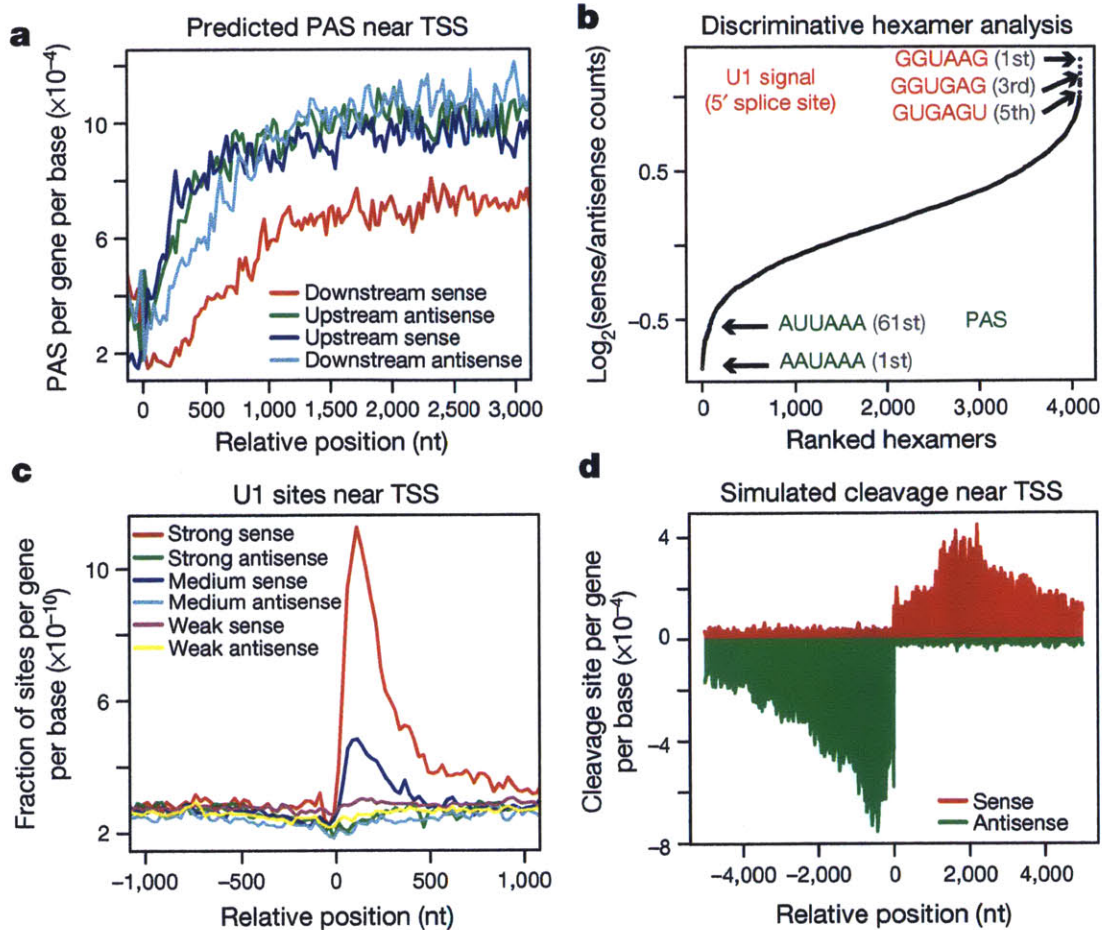 a
Predicted PAS near TSS
PAS per gene per base (×10⁻⁴)
10
6
2
Downstream sense
Upstream antisense
Upstream sense
Downstream antisense
0 500 1,000 1,500 2,000 2,500 3,000
Relative position (nt)
b
Discriminative hexamer analysis
Log₂(sense/antisense counts)
0.5
−0.5
U1 signal
(5′ splice site)
GGUAAG (1st)
GGUGAG (3rd)
GUGAGU (5th)
AUUAAA (61st) PAS
AAUAAA (1st)
0 1,000 2,000 3,000 4,000
Ranked hexamers
c
U1 sites near TSS
Fraction of sites per gene
per base (×10⁻¹⁰)
10
6
2
Strong sense
Strong antisense
Medium sense
Medium antisense
Weak sense
Weak antisense
−1,000 −500 0 500 1,000
Relative position (nt)
d
Simulated cleavage near TSS
Cleavage site per gene
per base (×10⁻⁴)
4
0
−4
−8
Sense
Antisense
−4,000 −2,000 0 2,000 4,000
Relative position (nt)